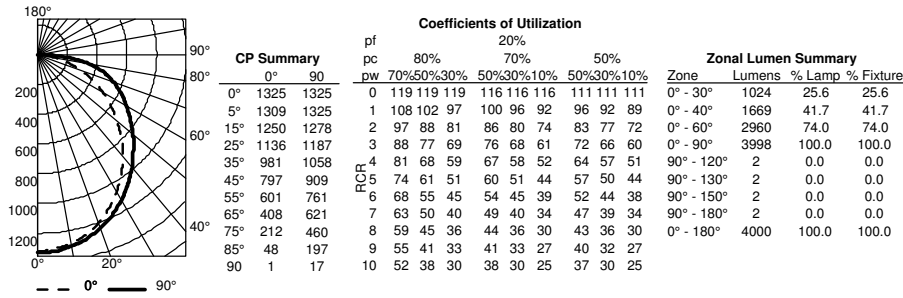 180°
90°
80°
60°
40°
200
400
600
800
1000
1200
0° 20°
0° 90°
CP Summary
0° 90
0° 1325 1325
5° 1309 1325
15° 1250 1278
25° 1136 1187
35° 981 1058
45° 797 909
55° 601 761
65° 408 621
75° 212 460
85° 48 197
90 1 17
Coefficients of Utilization
pf 20%
pc 80% 70% 50%
pw 70%50%30% 50%30%10% 50%30%10%
RCR
0 119 119 119 116 116 116 111 111 111
1 108 102 97 100 96 92 96 92 89
2 97 88 81 86 80 74 83 77 72
3 88 77 69 76 68 61 72 66 60
4 81 68 59 67 58 52 64 57 51
5 74 61 51 60 51 44 57 50 44
6 68 55 45 54 45 39 52 44 38
7 63 50 40 49 40 34 47 39 34
8 59 45 36 44 36 30 43 36 30
9 55 41 33 41 33 27 40 32 27
10 52 38 30 38 30 25 37 30 25
Zonal Lumen Summary
Zone Lumens % Lamp % Fixture
0° - 30° 1024 25.6 25.6
0° - 40° 1669 41.7 41.7
0° - 60° 2960 74.0 74.0
0° - 90° 3998 100.0 100.0
90° - 120° 2 0.0 0.0
90° - 130° 2 0.0 0.0
90° - 150° 2 0.0 0.0
90° - 180° 2 0.0 0.0
0° - 180° 4000 100.0 100.0